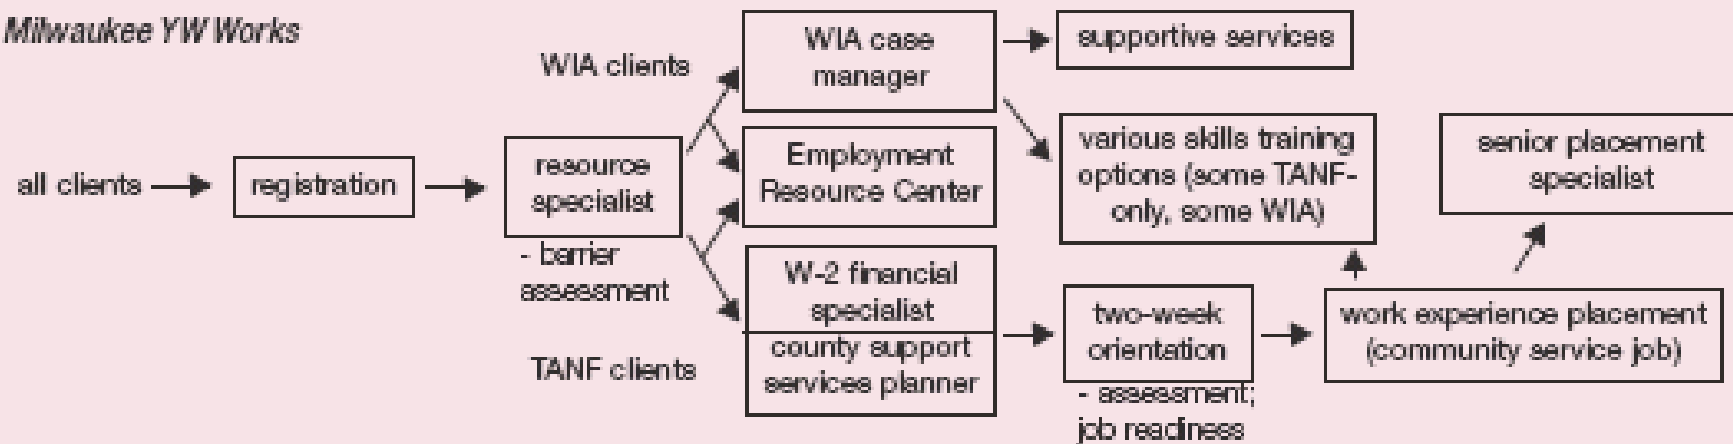 Milwaukee YW Works
all clients
registration
resource
specialist
- barrier
assessment
WIA clients
TANF clients
WIA case
manager
Employment
Resource Center
W-2 financial
specialist
county support
services planner
supportive services
various skills training
options (some TANF-
only, some WIA)
two-week
orientation
- assessment;
job readiness
work experience placement
(community service job)
senior placement
specialist